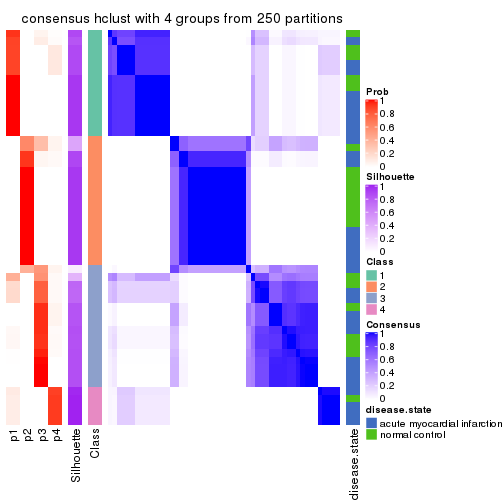 consensus hclust with 4 groups from 250 partitions
Prob
1
0.8
0.6
0.4
0.2
0
Silhouette
1
0.8
0.6
0.4
0.2
0
Class
1
2
3
4
Consensus
1
0.8
0.6
0.4
0.2
0
disease.state
acute myocardial infarction
normal control
p1
p2
p3
p4
Silhouette
Class
disease.state